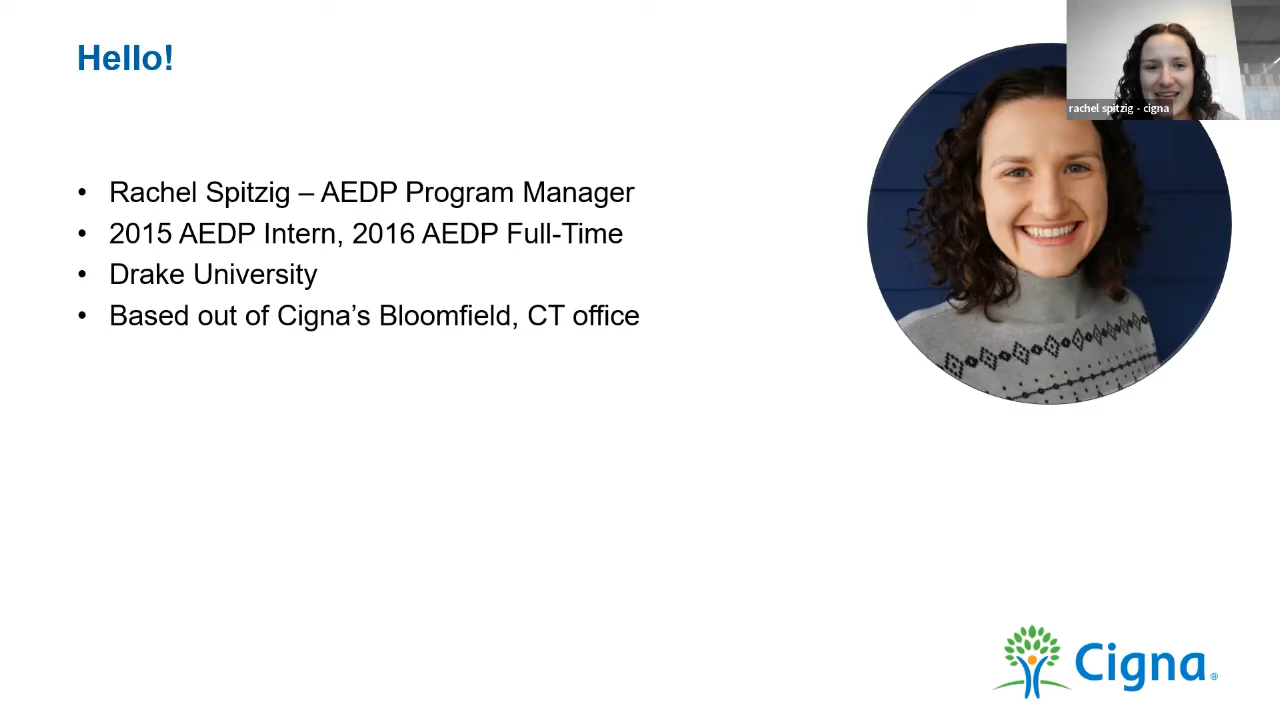 Hello!
rachel spitzig - cigna
• Rachel Spitzig – AEDP Program Manager
• 2015 AEDP Intern, 2016 AEDP Full-Time
• Drake University
• Based out of Cigna’s Bloomfield, CT office
Cigna®